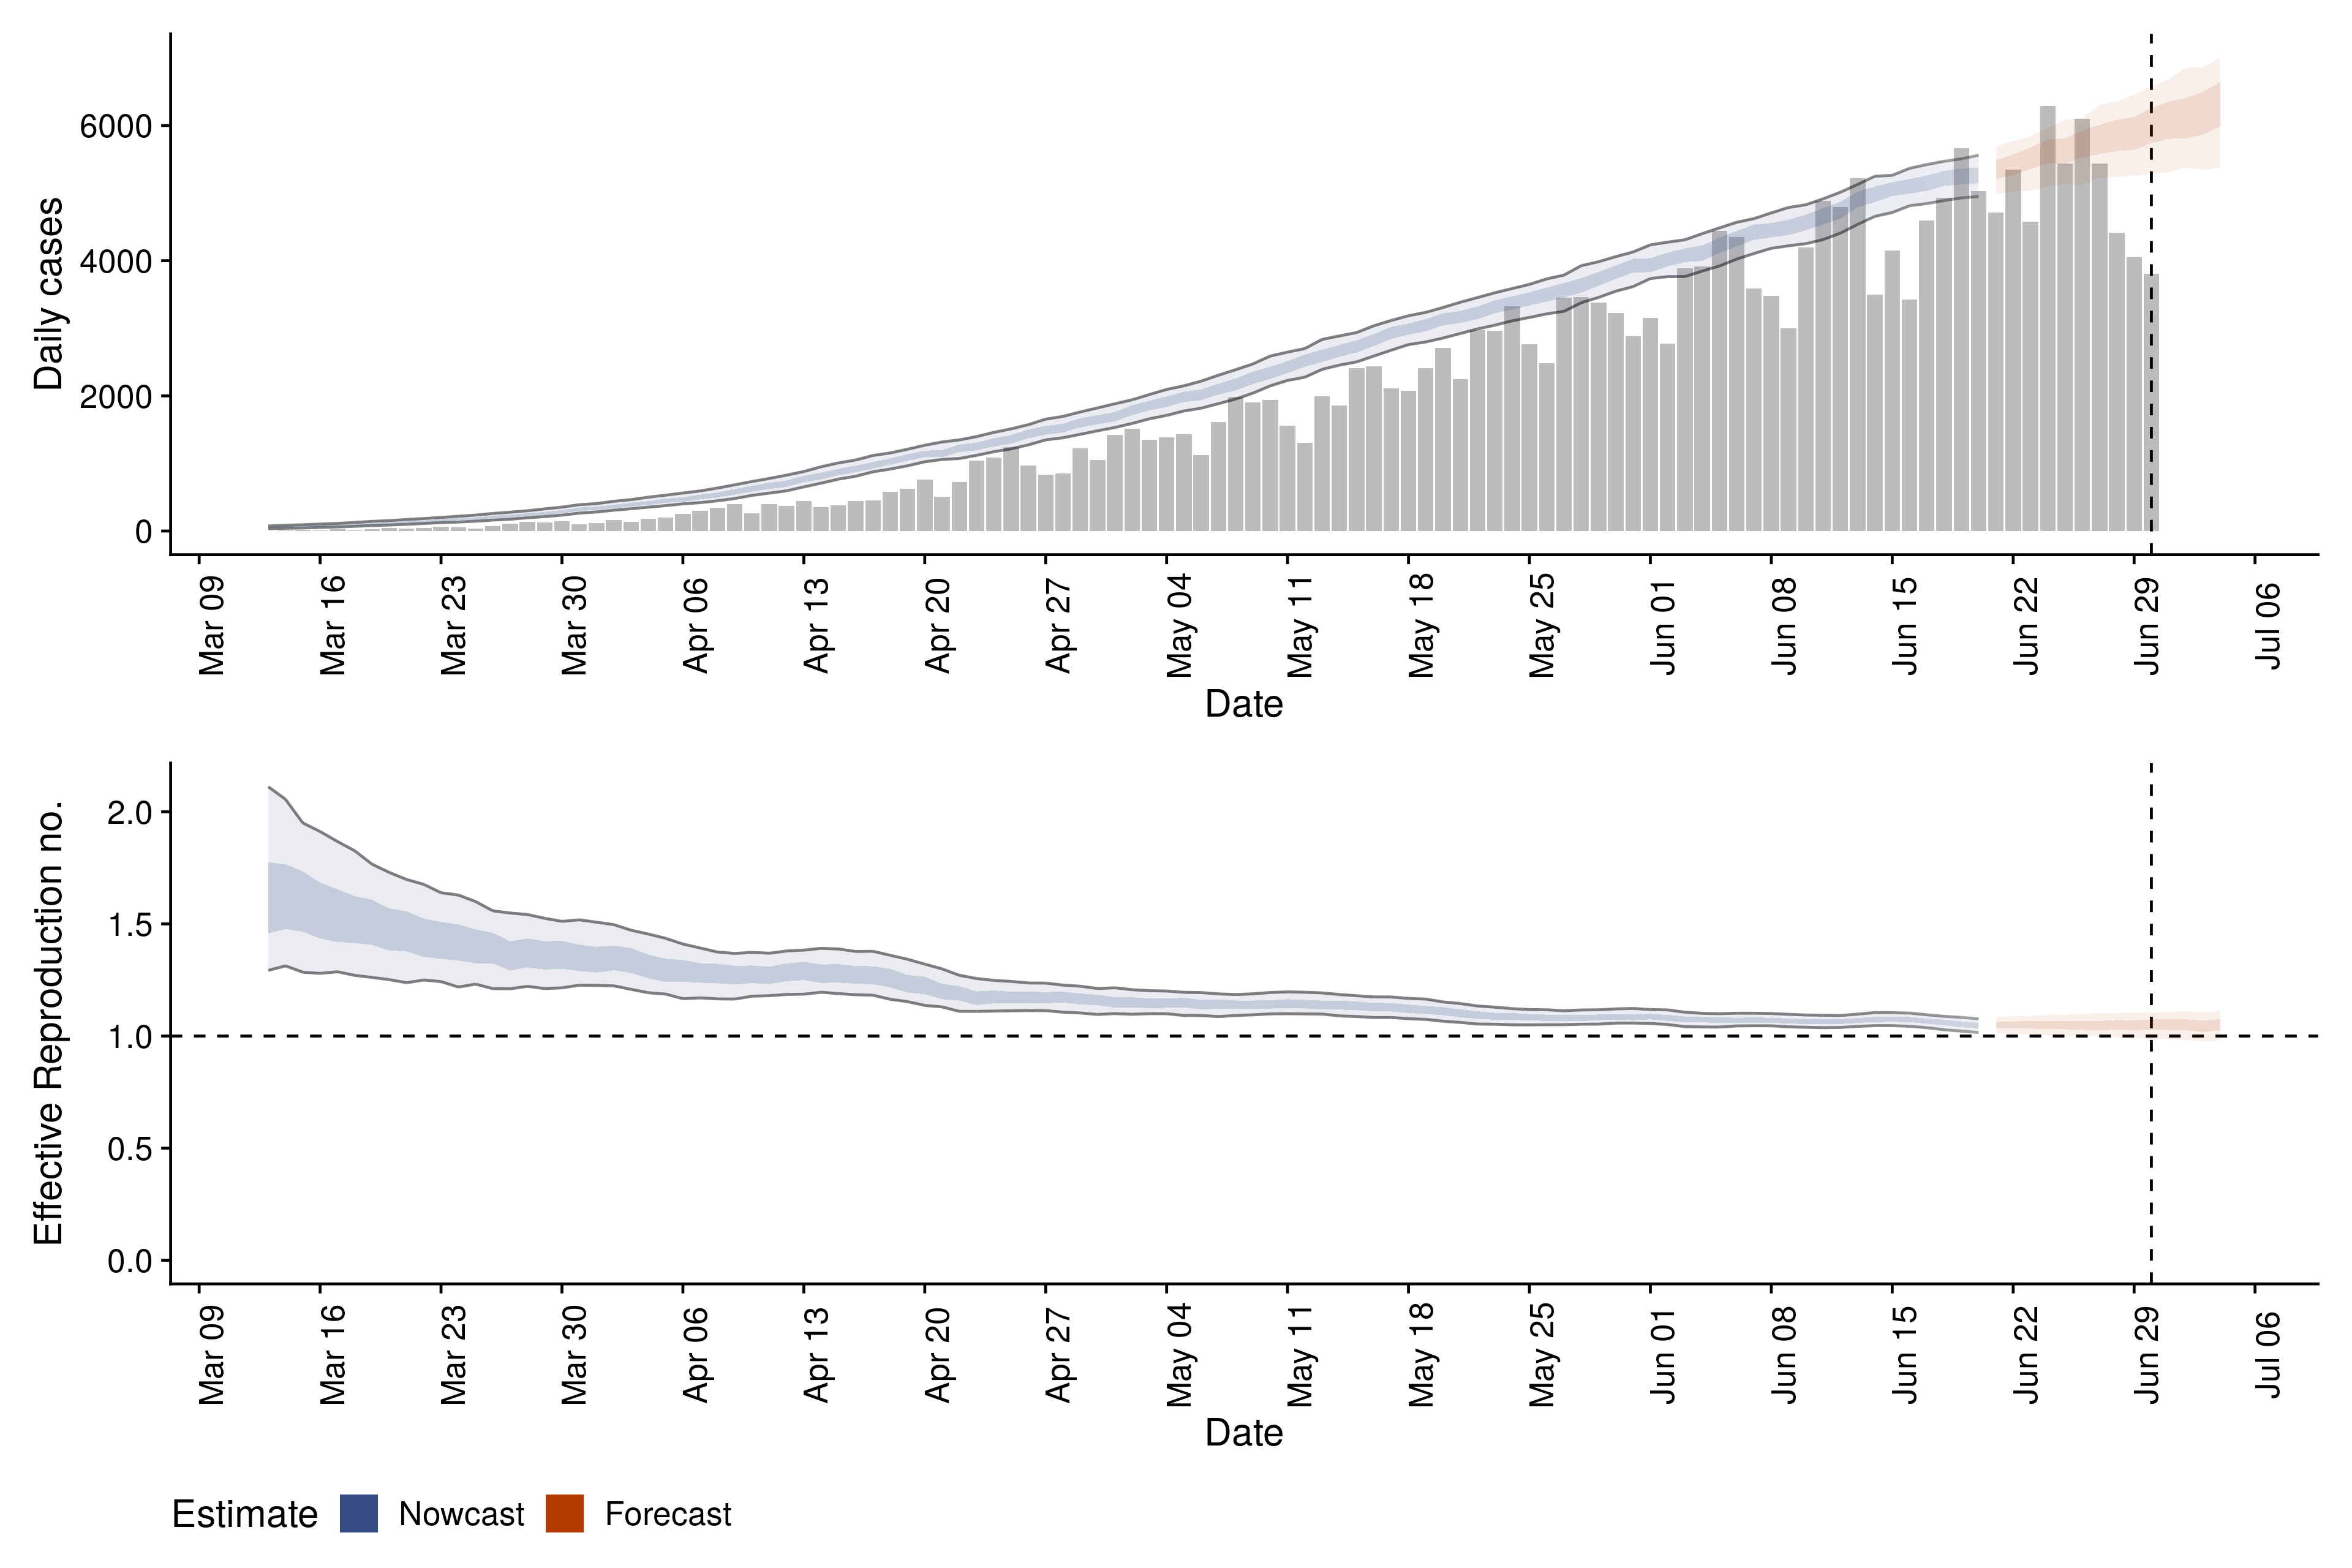 Daily cases
6000
4000
2000
0
Mar 09 Mar 16 Mar 23 Mar 30 Apr 06 Apr 13 Apr 20 Apr 27 May 04 May 11 May 18 May 25 Jun 01 Jun 08 Jun 15 Jun 22 Jun 29 Jul 06
Date
Effective Reproduction no.
2.0
1.5
1.0
0.5
0.0
Mar 09 Mar 16 Mar 23 Mar 30 Apr 06 Apr 13 Apr 20 Apr 27 May 04 May 11 May 18 May 25 Jun 01 Jun 08 Jun 15 Jun 22 Jun 29 Jul 06
Date
Estimate Nowcast Forecast